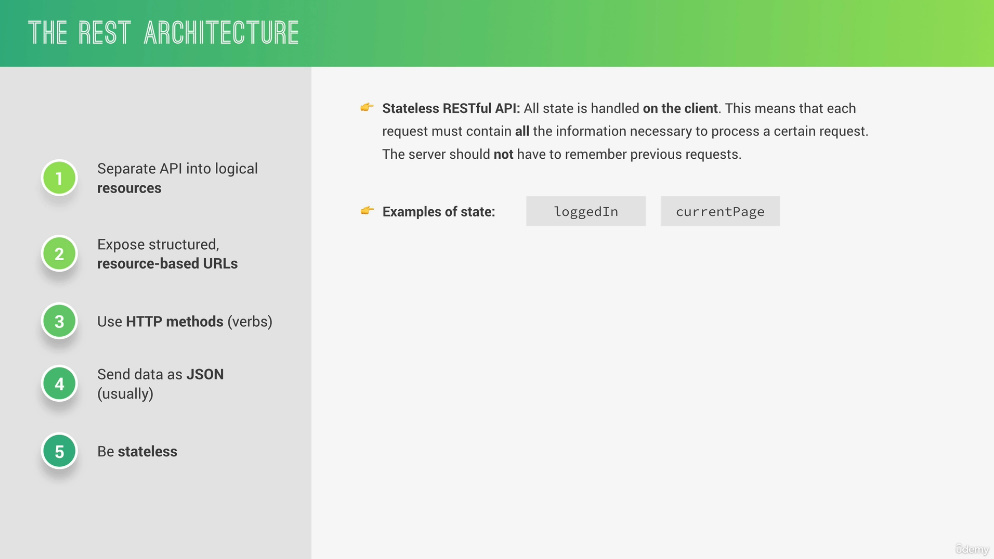 THE REST ARCHITECTURE
1
Separate API into logical
resources
2
Expose structured,
resource-based URLs
3
Use HTTP methods (verbs)
4
Send data as JSON
(usually)
5
Be stateless
Stateless RESTful API: All state is handled on the client. This means that each
request must contain all the information necessary to process a certain request.
The server should not have to remember previous requests.
Examples of state: loggedIn currentPage
Udemy